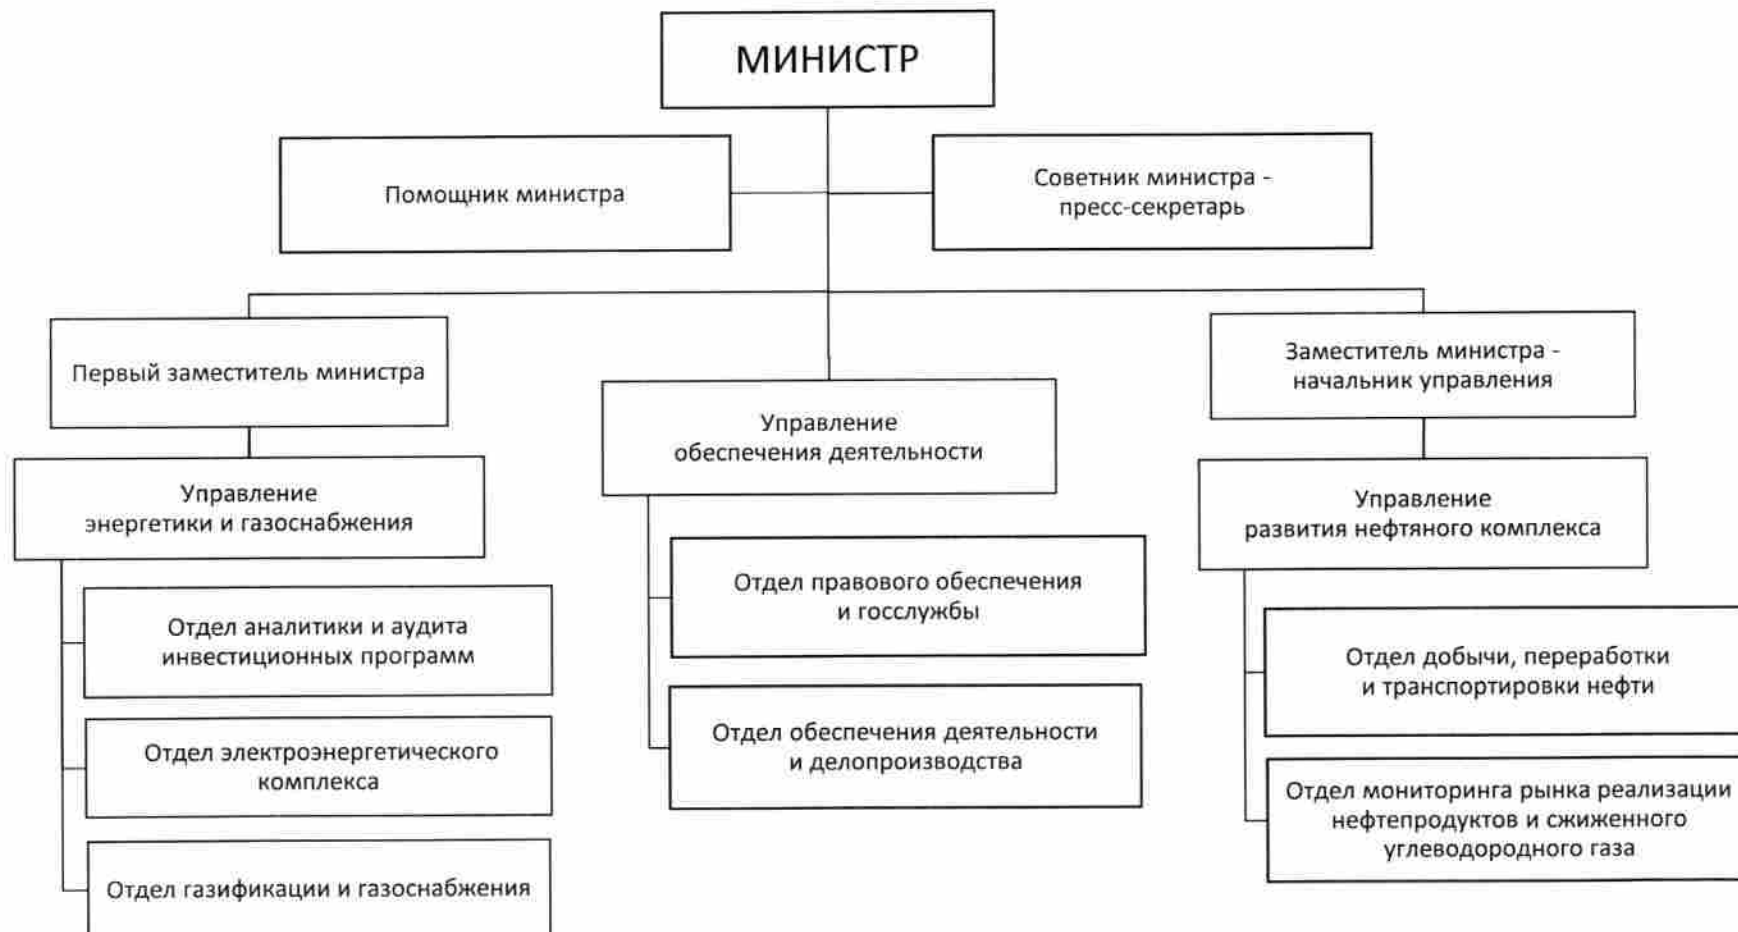 МИНИСТР
Помощник министра
Советник министра -
пресс-секретарь
Первый заместитель министра
Заместитель министра -
начальник управления
Управление
обеспечения деятельности
Управление
энергетики и газоснабжения
Управление
развития нефтяного комплекса
Отдел аналитики и аудита
инвестиционных программ
Отдел электроэнергетического
комплекса
Отдел газификации и газоснабжения
Отдел правового обеспечения
и госслужбы
Отдел обеспечения деятельности
и делопроизводства
Отдел добычи, переработки
и транспортировки нефти
Отдел мониторинга рынка реализации
нефтепродуктов и сжиженного
углеводородного газа